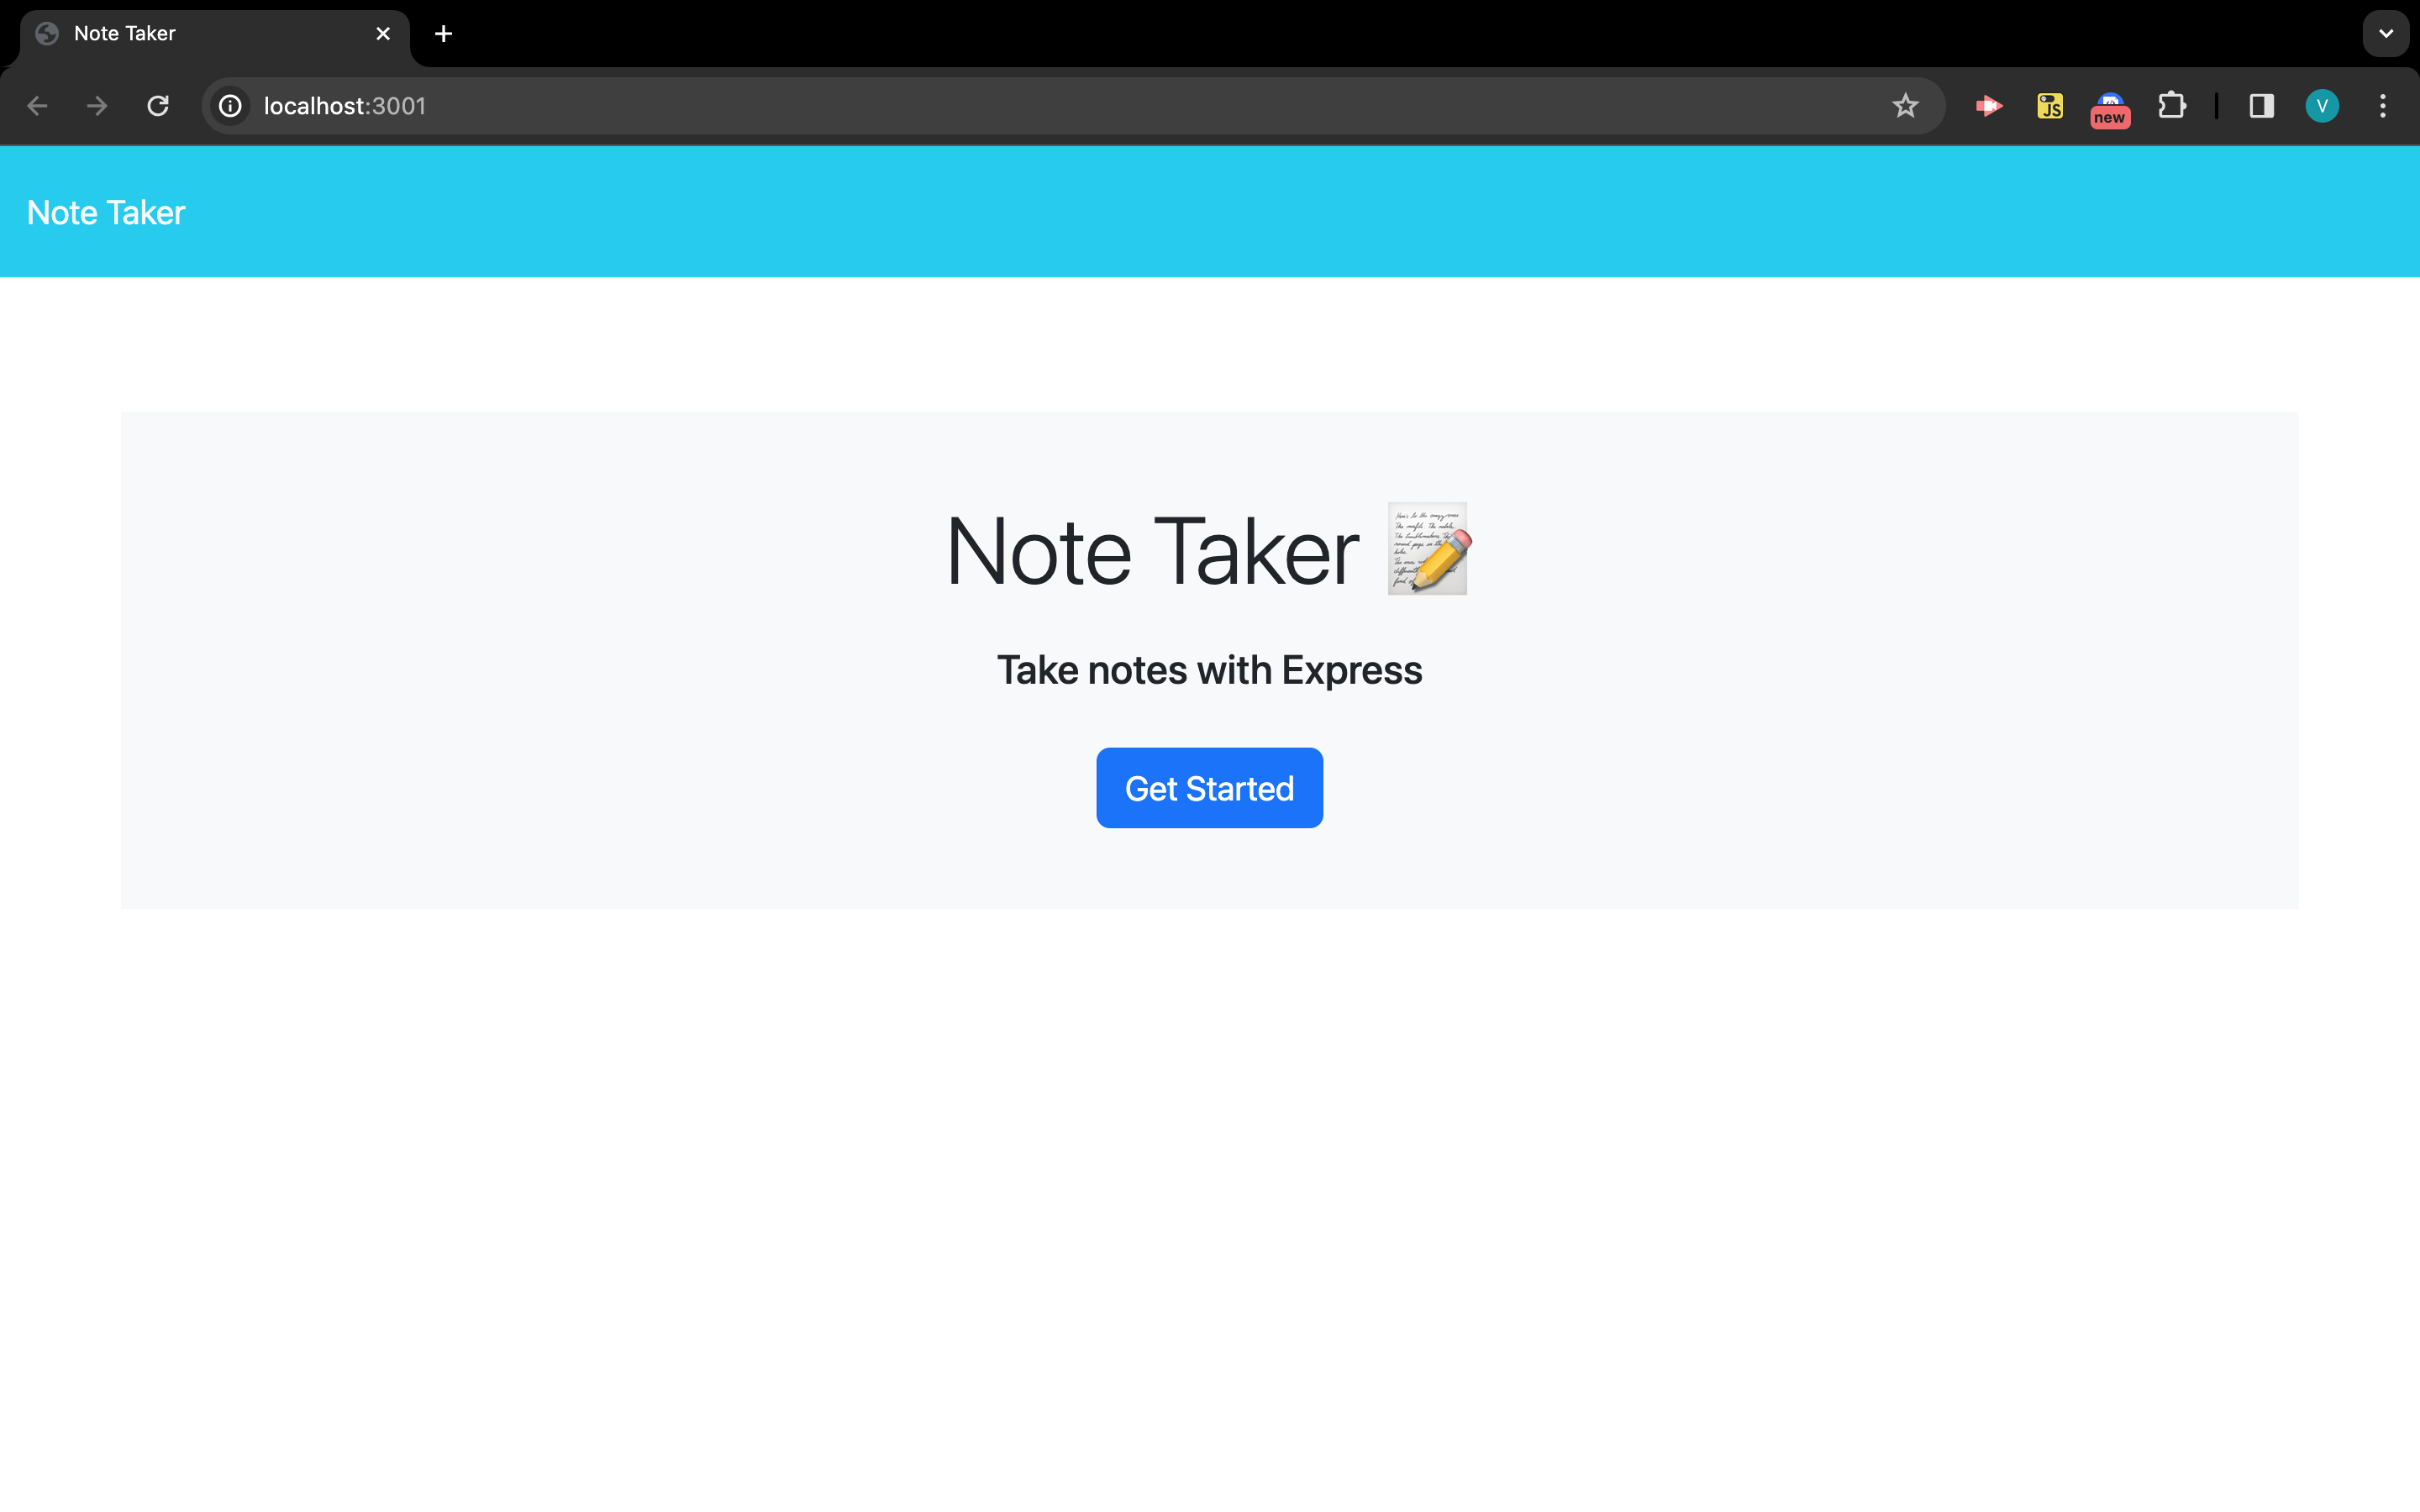 Note Taker
localhost:3001
JS
new
V
Note Taker
Note Taker
Take notes with Express
Get Started